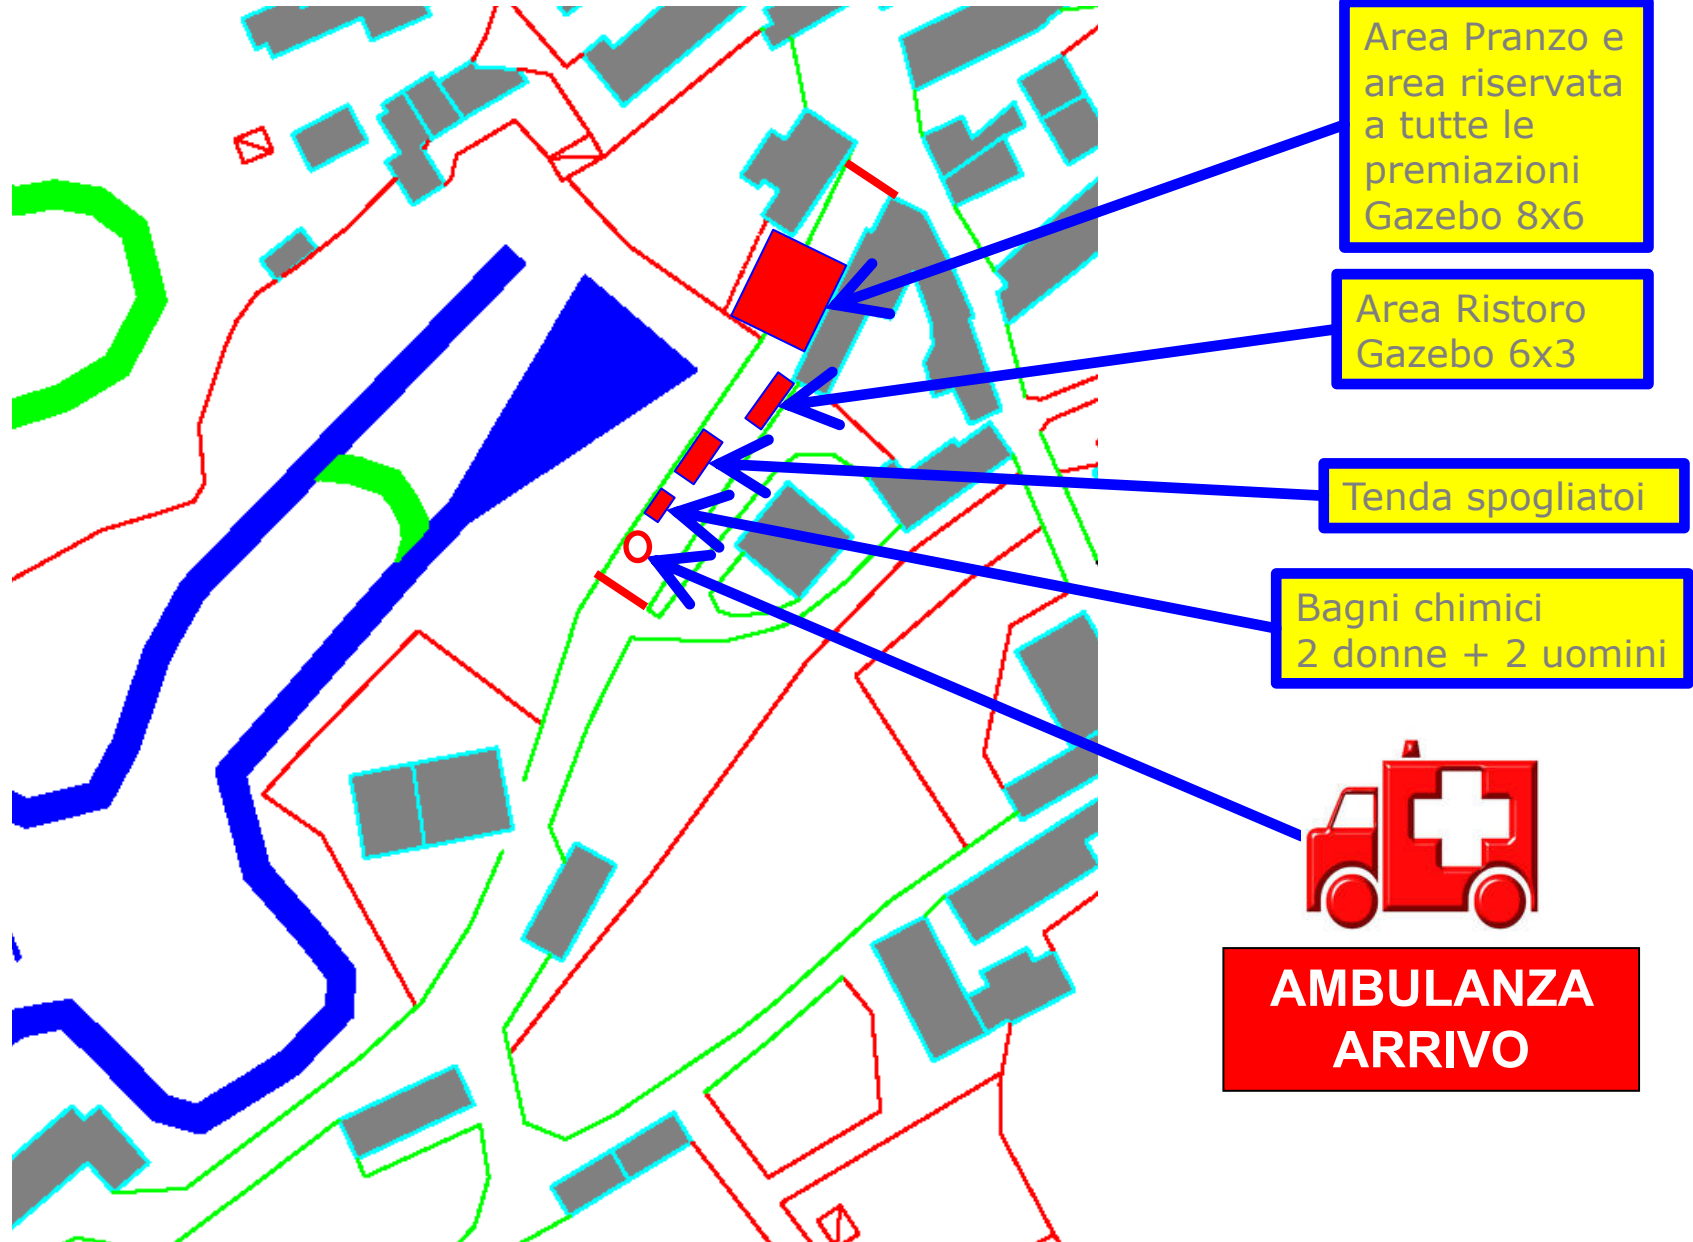 Area Pranzo e
area riservata
a tutte le
premiazioni
Gazebo 8x6
Area Ristoro
Gazebo 6x3
Tenda spogliatoi
Bagni chimici
2 donne + 2 uomini
AMBULANZA
ARRIVO